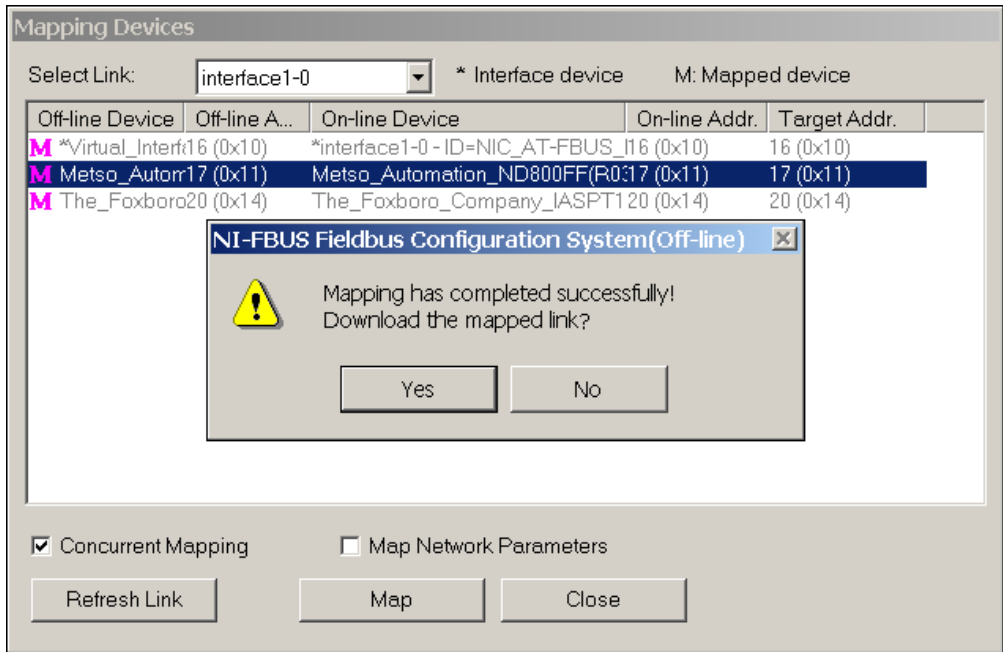 Mapping Devices
Select Link: interface1-0 * Interface device M: Mapped device
Off-line Device Off-line A... On-line Device On-line Addr. Target Addr.
M *Virtual_Interf 16 (0x10) *interface1-0 - ID=NIC_AT-FBUS_I 16 (0x10) 16 (0x10)
M Metso_Autom 17 (0x11) Metso_Automation_ND800FF(R03 17 (0x11) 17 (0x11)
M The_Foxboro 20 (0x14) The_Foxboro_Company_IASPT1 20 (0x14) 20 (0x14)
NI-FBUS Fieldbus Configuration System(Off-line)
Mapping has completed successfully!
Download the mapped link?
Yes No
Concurrent Mapping Map Network Parameters
Refresh Link Map Close